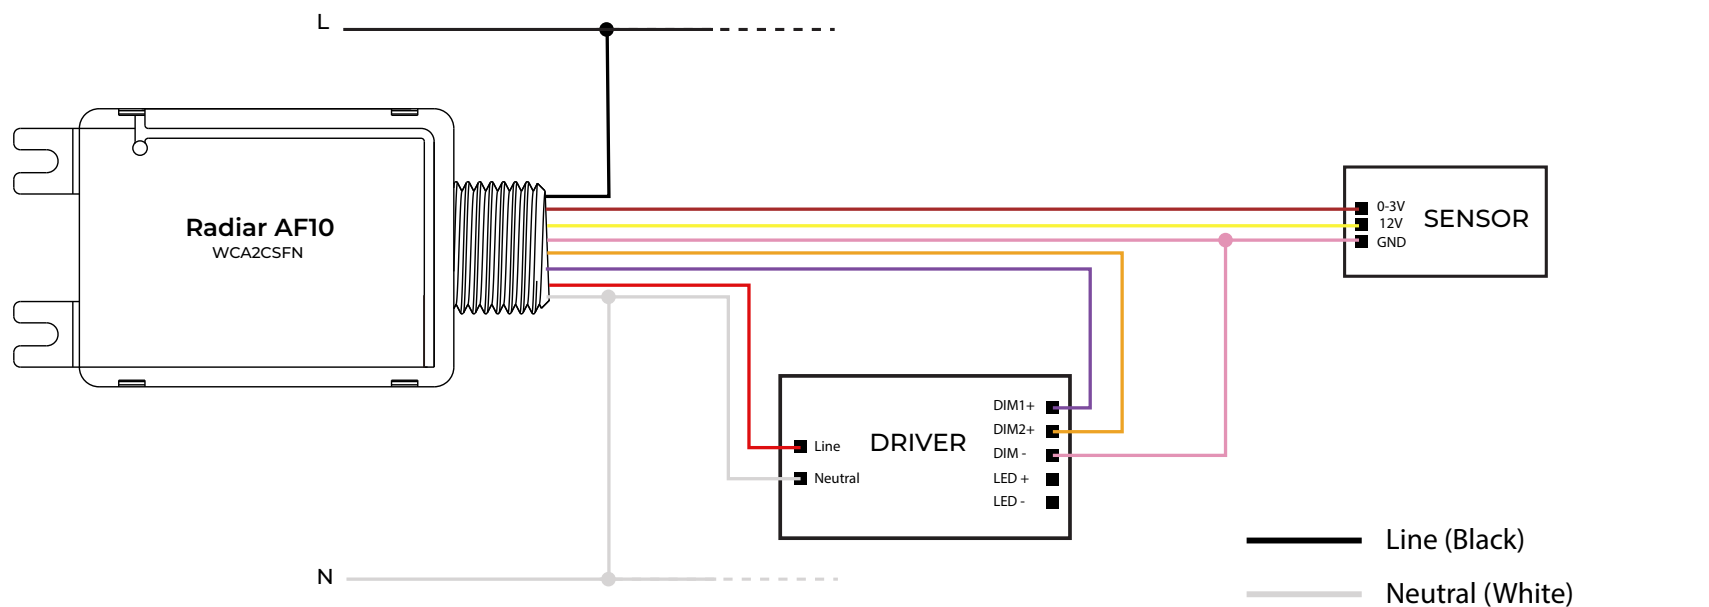 L
Radiar AF10
WCA2CSFN
0-3V
12V
GND
SENSOR
DIM1+
DIM2+
DIM -
LED +
LED -
Line
Neutral
DRIVER
N
Line (Black)
Neutral (White)